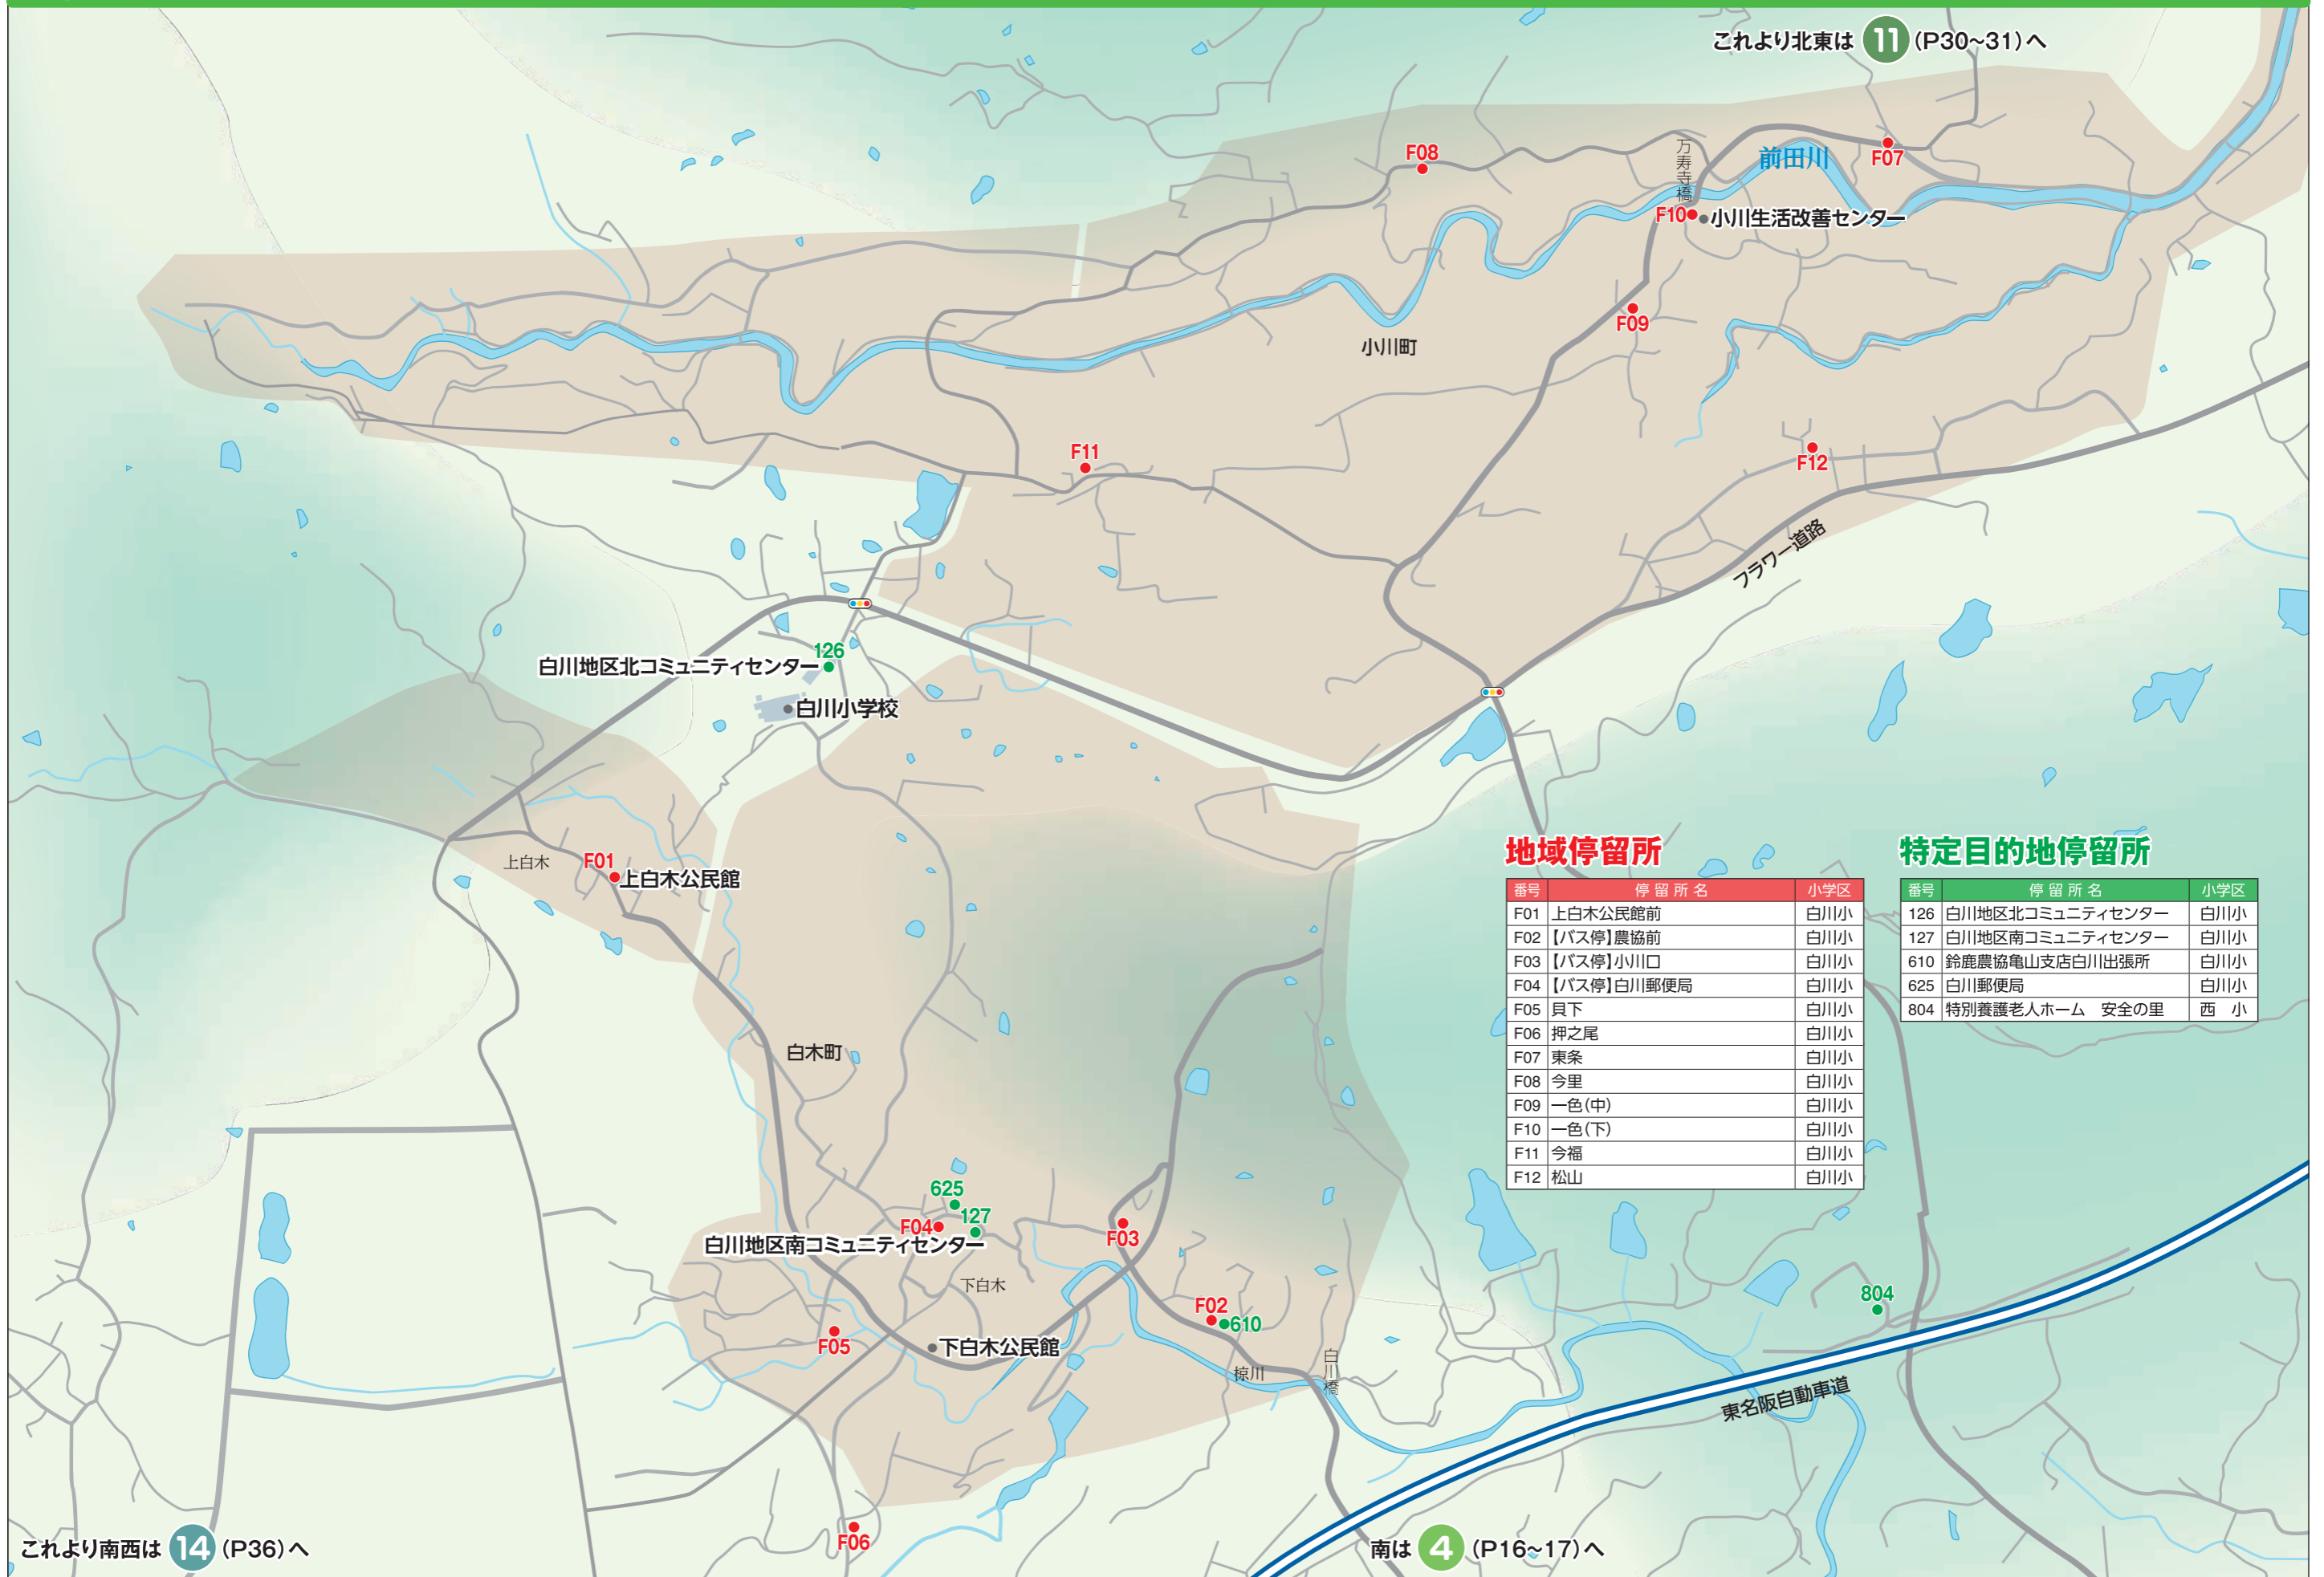 これより北東は 11 (P30~31)へ
F08
万寿寺橋
前田川
F07
F10
小川生活改善センター
F09
小川町
F11
F12
フラワー道路
126
白川地区北コミュニティセンター
白川小学校
上白木
F01
上白木公民館
白木町
625
127
F04
白川地区南コミュニティセンター
F03
下白木
F02
610
F05
下白木公民館
椋川
白川橋
804
東名阪自動車道
F06
これより南西は 14 (P36)へ
南は 4 (P16~17)へ
地域停留所
番号 停留所名 小学区
F01 上白木公民館前 白川小
F02 【バス停】農協前 白川小
F03 【バス停】小川口 白川小
F04 【バス停】白川郵便局 白川小
F05 貝下 白川小
F06 押之尾 白川小
F07 東条 白川小
F08 今里 白川小
F09 一色(中) 白川小
F10 一色(下) 白川小
F11 今福 白川小
F12 松山 白川小
特定目的地停留所
番号 停留所名 小学区
126 白川地区北コミュニティセンター 白川小
127 白川地区南コミュニティセンター 白川小
610 鈴鹿農協亀山支店白川出張所 白川小
625 白川郵便局 白川小
804 特別養護老人ホーム　安全の里 西　小